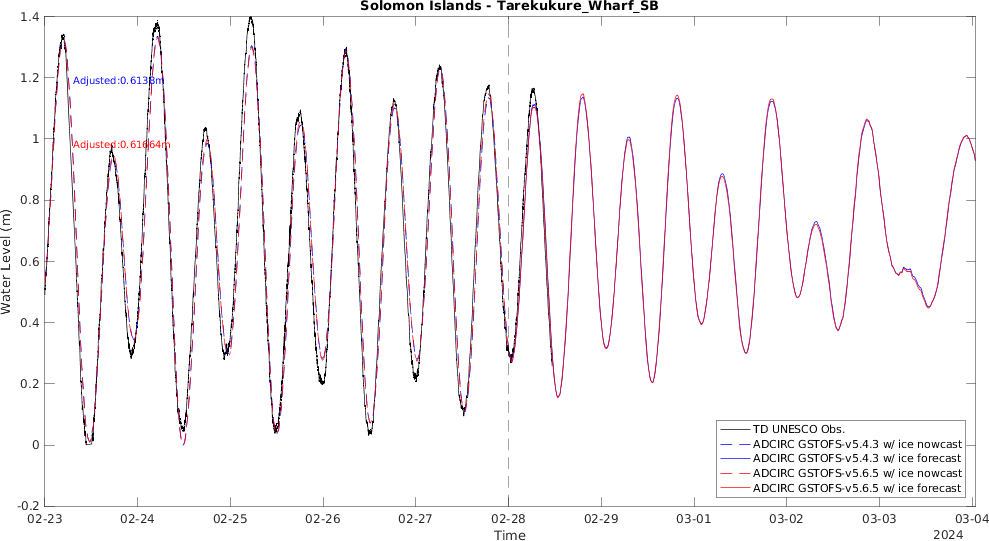 Solomon Islands - Tarekukure_Wharf_SB
1.4
1.2
1
0.8
0.6
0.4
0.2
0
-0.2
Water Level (m)
Adjusted:0.6138m
Adjusted:0.61664m
TD UNESCO Obs.
ADCIRC GSTOFS-v5.4.3 w/ ice nowcast
ADCIRC GSTOFS-v5.4.3 w/ ice forecast
ADCIRC GSTOFS-v5.6.5 w/ ice nowcast
ADCIRC GSTOFS-v5.6.5 w/ ice forecast
02-23 02-24 02-25 02-26 02-27 02-28 02-29 03-01 03-02 03-03 03-04
Time
2024